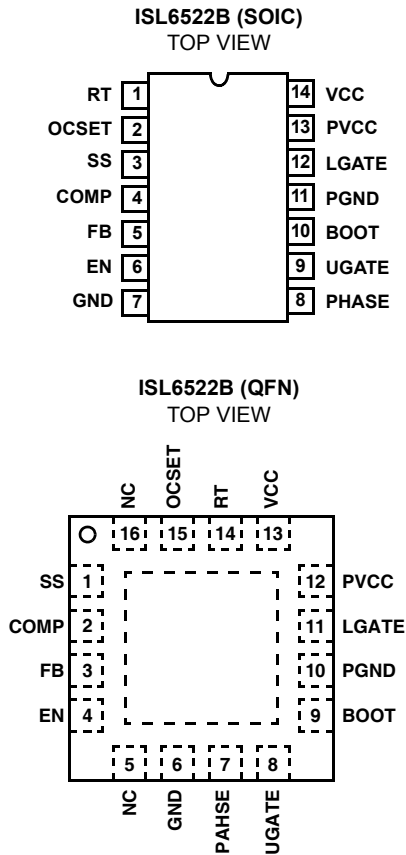 ISL6522B (SOIC)
TOP VIEW
RT 1 14 VCC
OCSET 2 13 PVCC
SS 3 12 LGATE
COMP 4 11 PGND
FB 5 10 BOOT
EN 6 9 UGATE
GND 7 8 PHASE
ISL6522B (QFN)
TOP VIEW
NC OCSET RT VCC
16 15 14 13
SS 1 12 PVCC
COMP 2 11 LGATE
FB 3 10 PGND
EN 4 9 BOOT
5 6 7 8
NC GND PAHSE UGATE